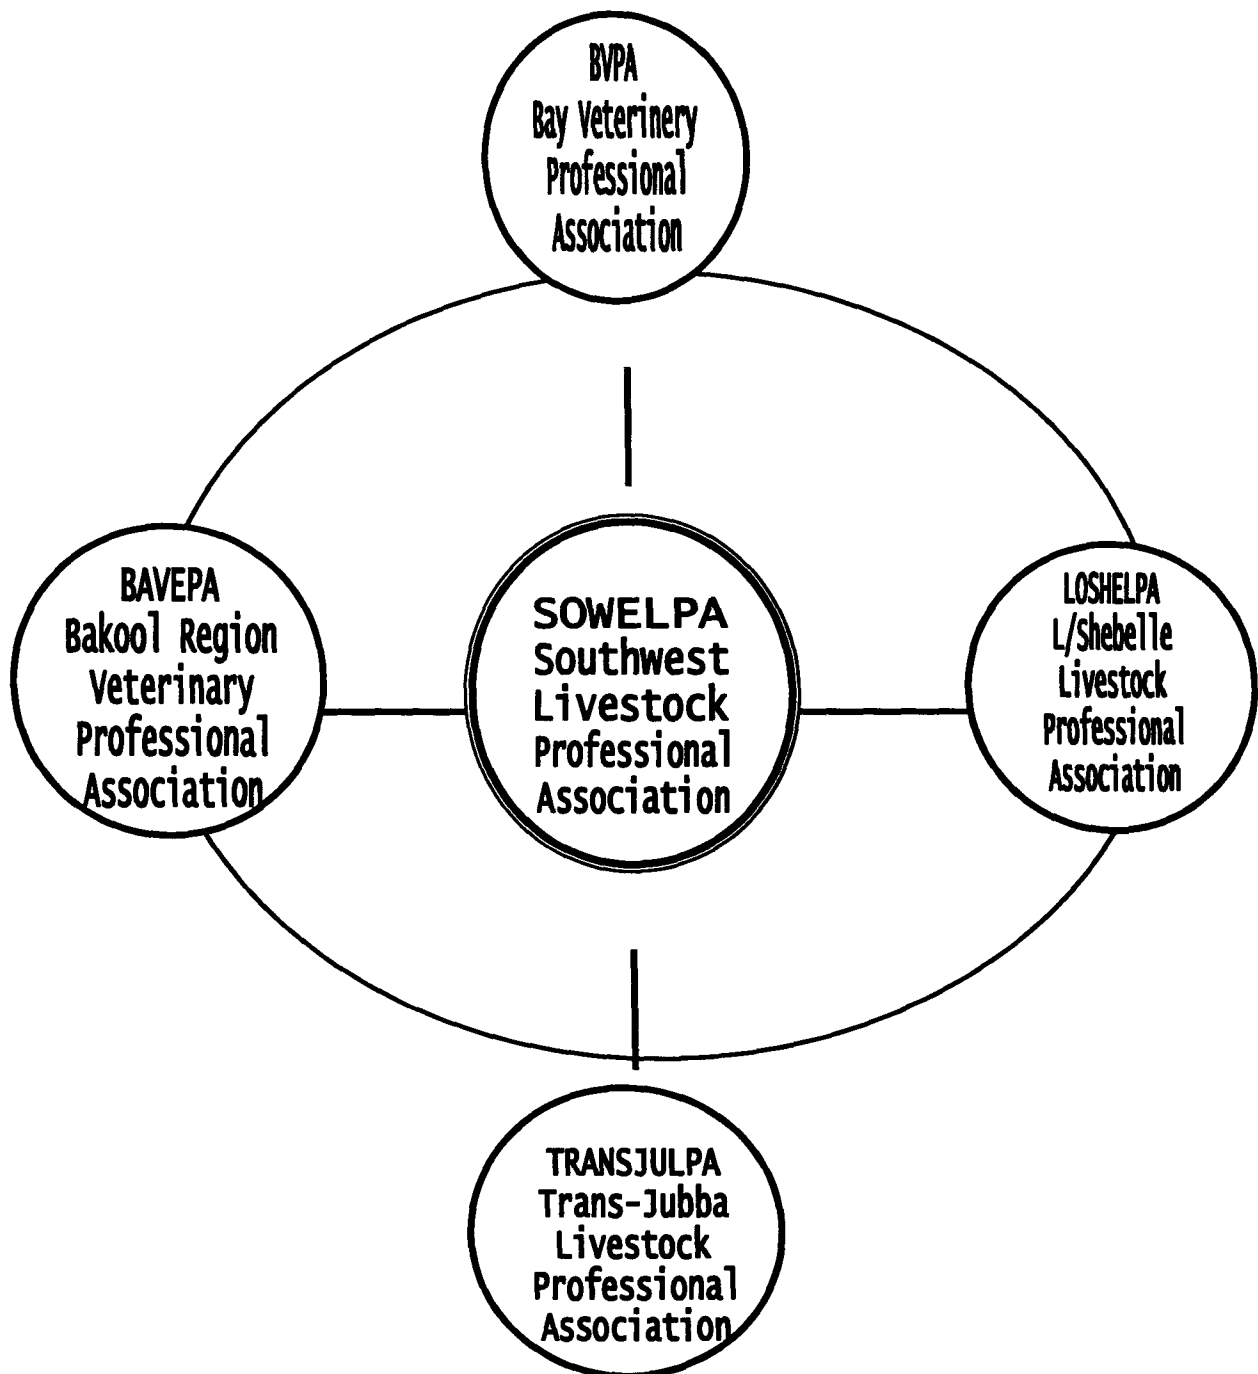 BVPA
Bay Veterinery
Professional
Association
BAVEPA
Bakool Region
Veterinary
Professional
Association
SOWELPA
Southwest
Livestock
Professional
Association
LOSHELPA
L/Shebelle
Livestock
Professional
Association
TRANSJULPA
Trans-Jubba
Livestock
Professional
Association